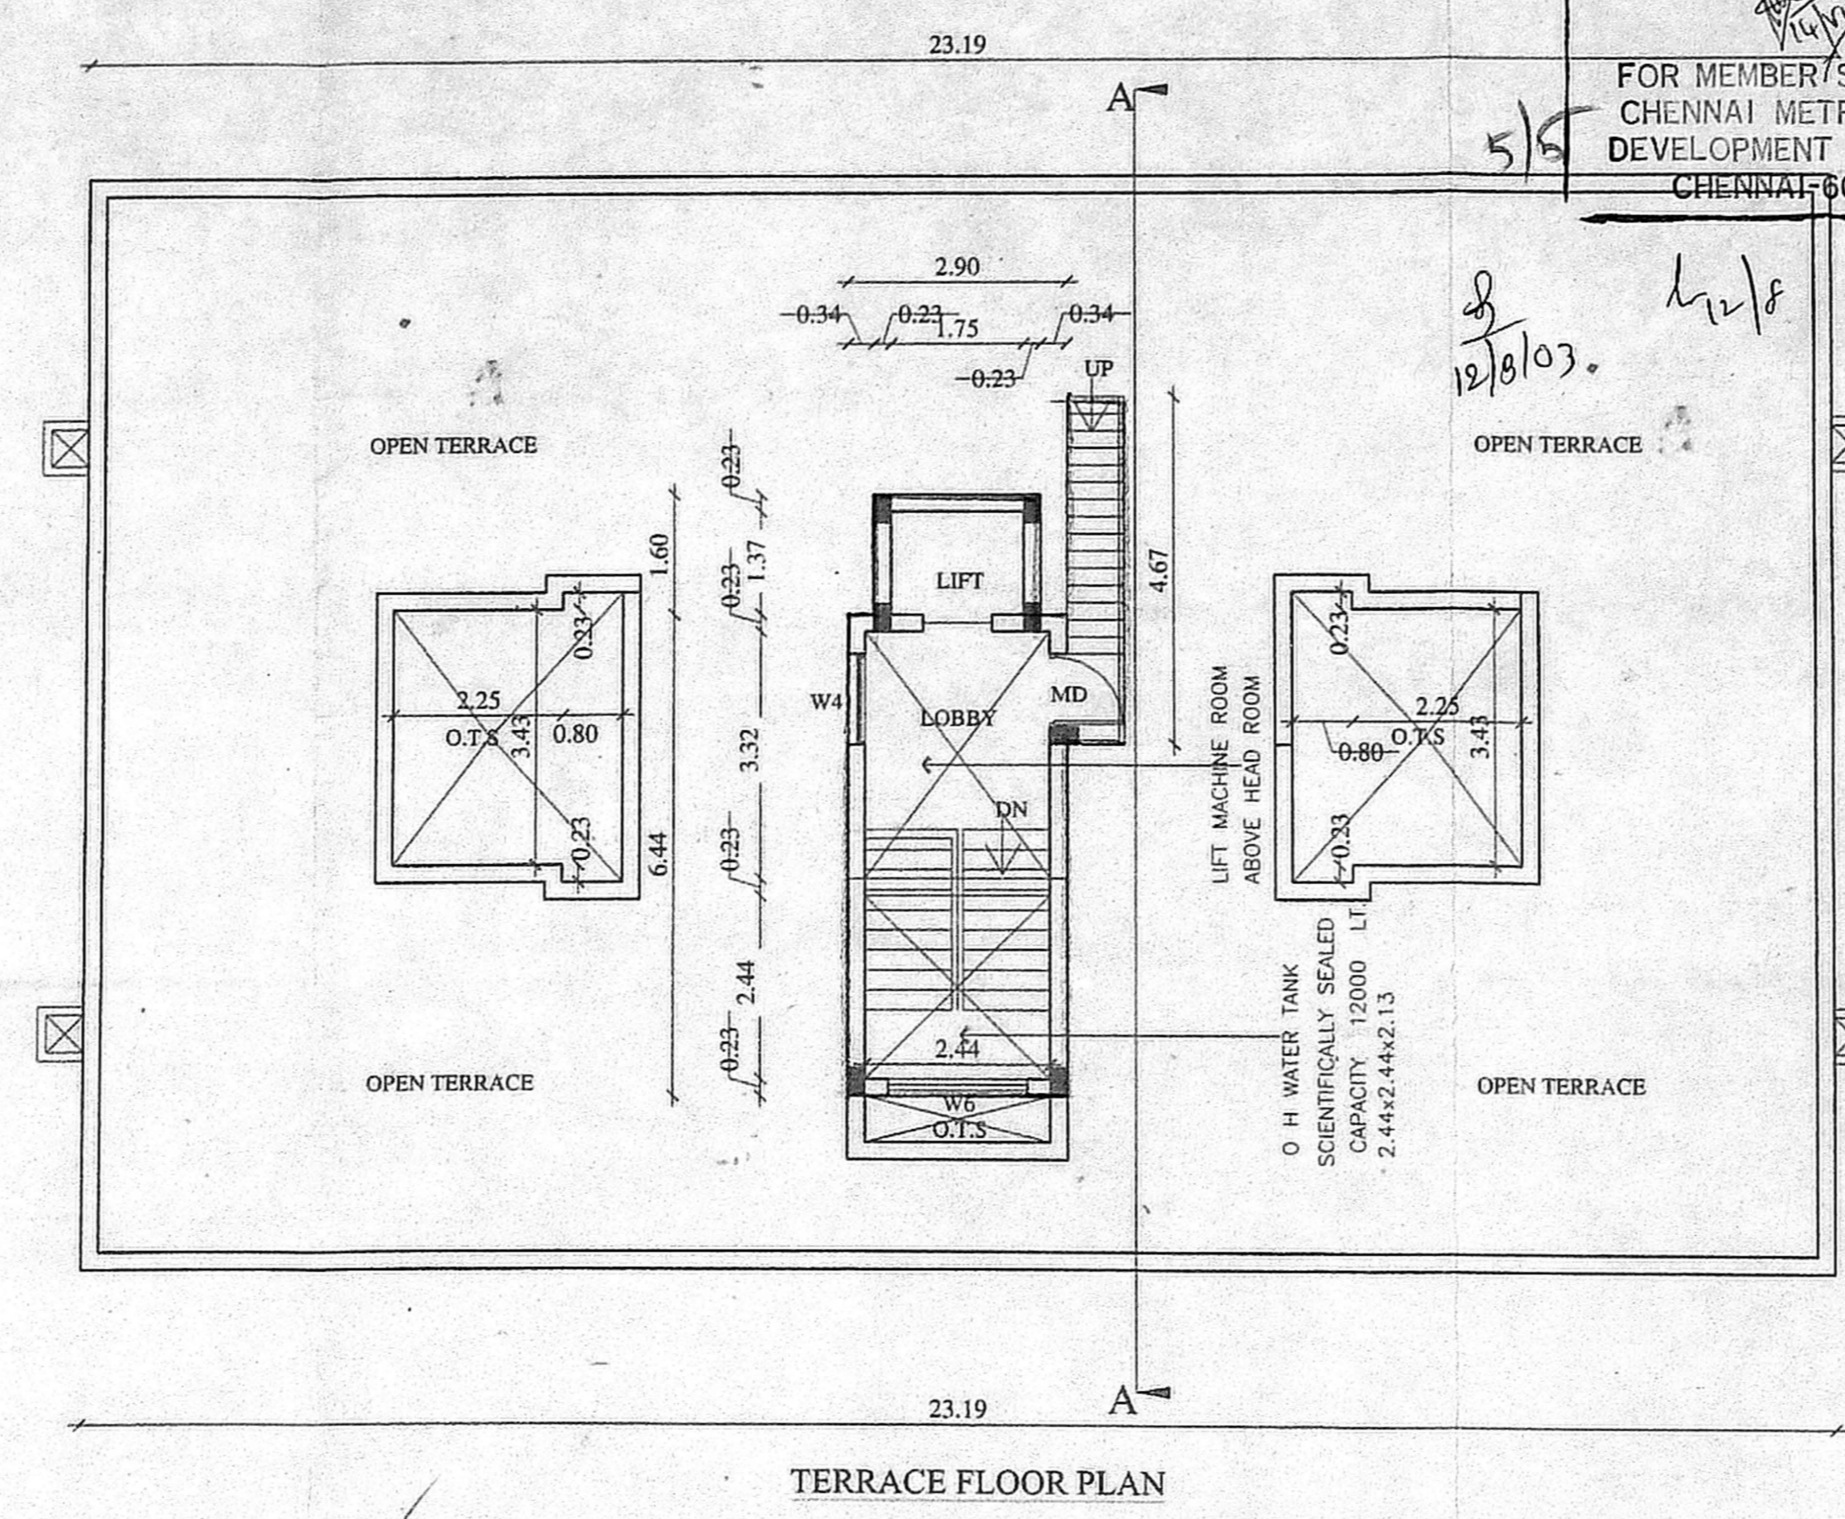 23.19
A
FOR MEMBER S
CHENNAI METR
5/5
DEVELOPMENT
CHENNAI-60
2.90
12/8
0.34
0.23
0.34
1.75
12/8/03.
0.23
UP
OPEN TERRACE
OPEN TERRACE
0.23
1.60
1.37
0.23
4.67
LIFT
0.23
0.23
W4
MD
LOBBY
2.25
O.T.S
3.43
0.80
3.32
2.25
O.T.S
0.80
3.43
LIFT MACHINE ROOM
ABOVE HEAD ROOM
DN
0.23
6.44
0.23
0.23
2.44
0.23
2.44
O H WATER TANK
SCIENTIFICALLY SEALED
CAPACITY 12000 LT.
2.44x2.44x2.13
OPEN TERRACE
OPEN TERRACE
W6
O.T.S
A
23.19
TERRACE FLOOR PLAN